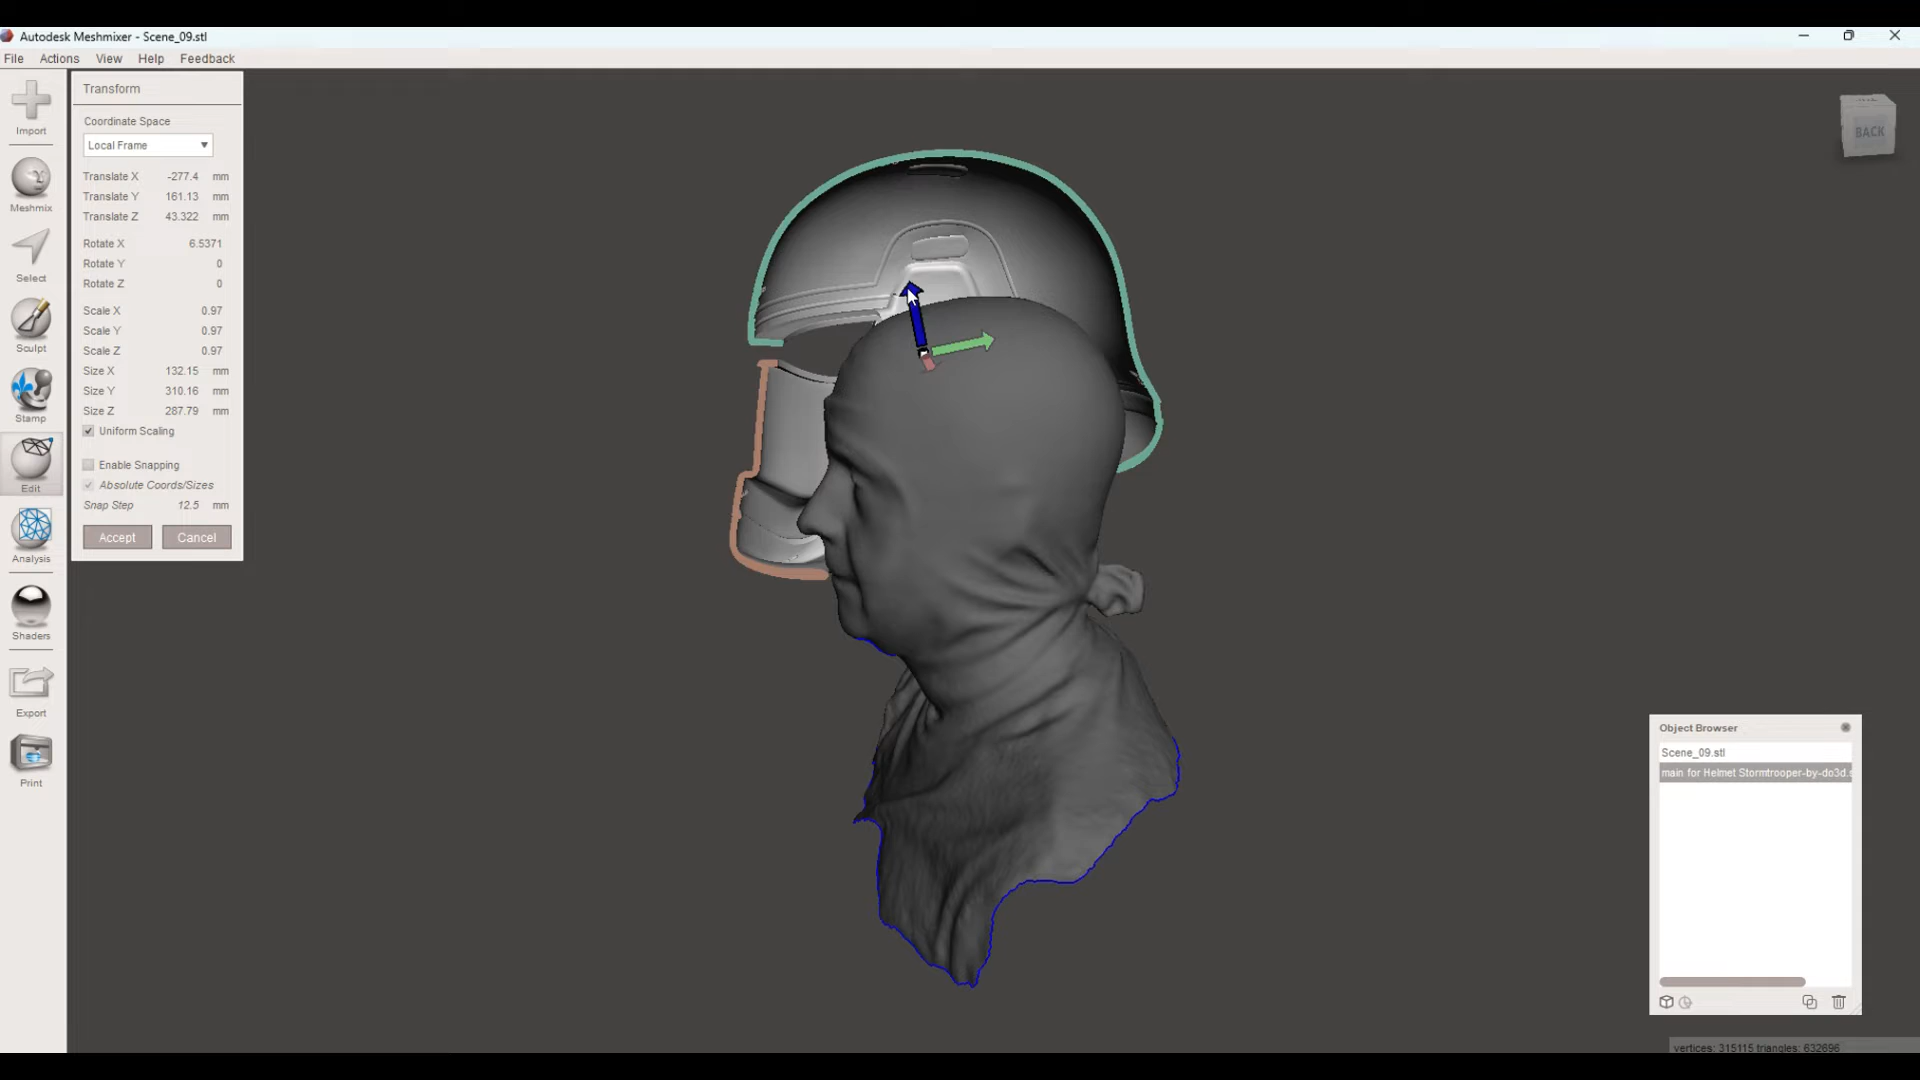 Autodesk Meshmixer - Scene_09.stl
File Actions View Help Feedback
Import
Meshmix
Select
Sculpt
Stamp
Edit
Analysis
Shaders
Export
Print
Transform
Coordinate Space
Local Frame
Translate X -277.4 mm
Translate Y 161.13 mm
Translate Z 43.322 mm
Rotate X 6.5371
Rotate Y 0
Rotate Z 0
Scale X 0.97
Scale Y 0.97
Scale Z 0.97
Size X 132.15 mm
Size Y 310.16 mm
Size Z 287.79 mm
Uniform Scaling
Enable Snapping
Absolute Coords/Sizes
Snap Step 12.5 mm
Accept Cancel
BACK
Object Browser
Scene_09.stl
main for Helmet Stormtrooper-by-do3d.s
vertices: 315115 triangles: 632696